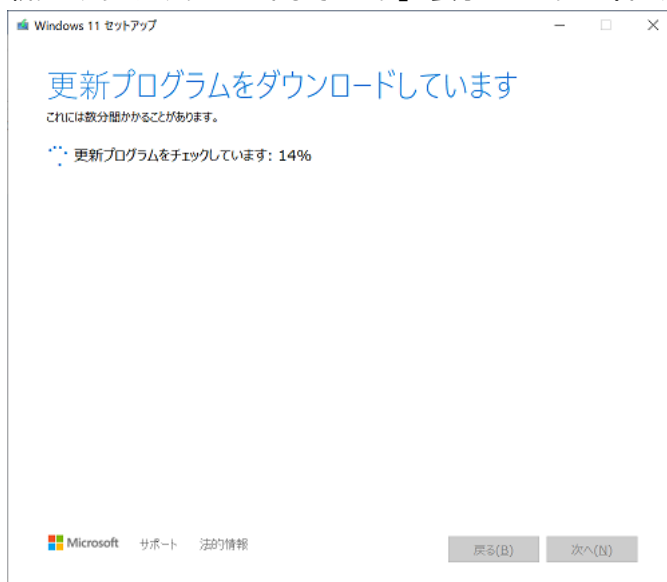 Windows 11 セットアップ
更新プログラムをダウンロードしています
これには数分間かかることがあります。
更新プログラムをチェックしています: 14%
Microsoft サポート 法的情報
戻る(B) 次へ(N)